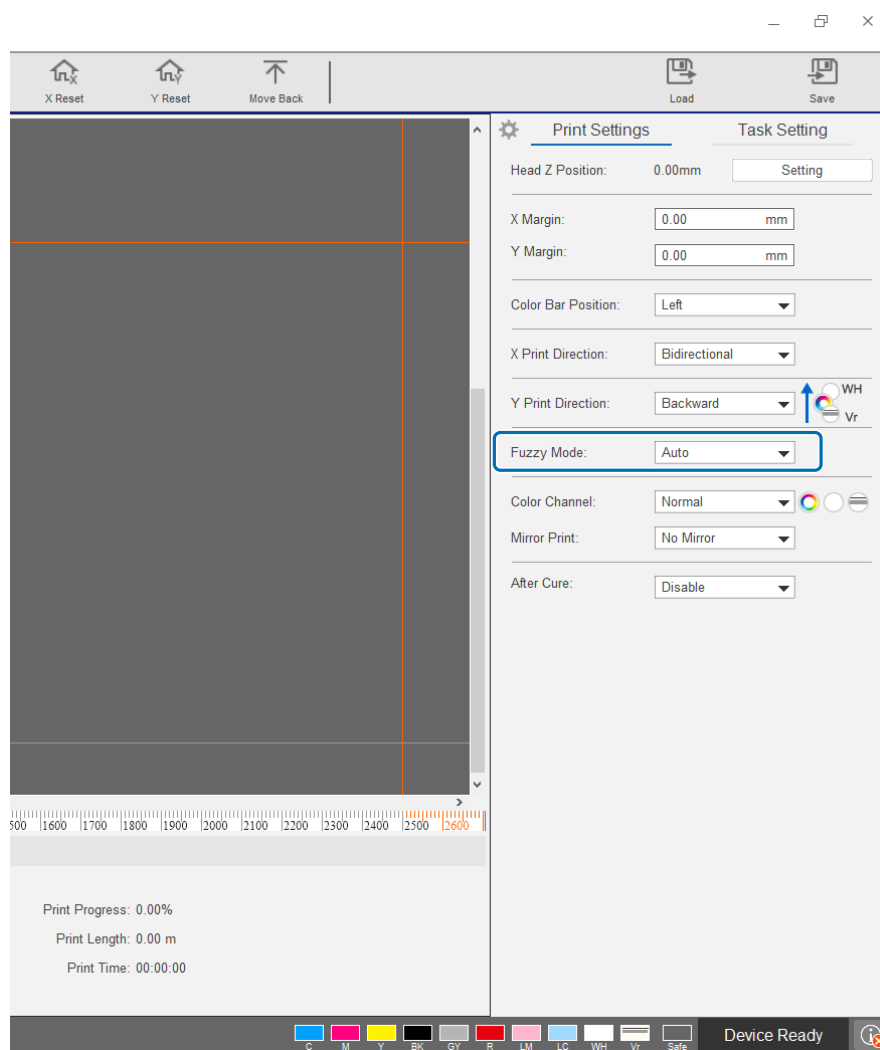 X Reset
Y Reset
Move Back
Load
Save
Print Settings
Task Setting
Head Z Position: 0.00mm Setting
X Margin: 0.00 mm
Y Margin: 0.00 mm
Color Bar Position: Left
X Print Direction: Bidirectional
Y Print Direction: Backward
WH
Vr
Fuzzy Mode: Auto
Color Channel: Normal
Mirror Print: No Mirror
After Cure: Disable
500 1600 1700 1800 1900 2000 2100 2200 2300 2400 2500 2600
Print Progress: 0.00%
Print Length: 0.00 m
Print Time: 00:00:00
C M Y BK GY R LM LC WH Vr Safe
Device Ready